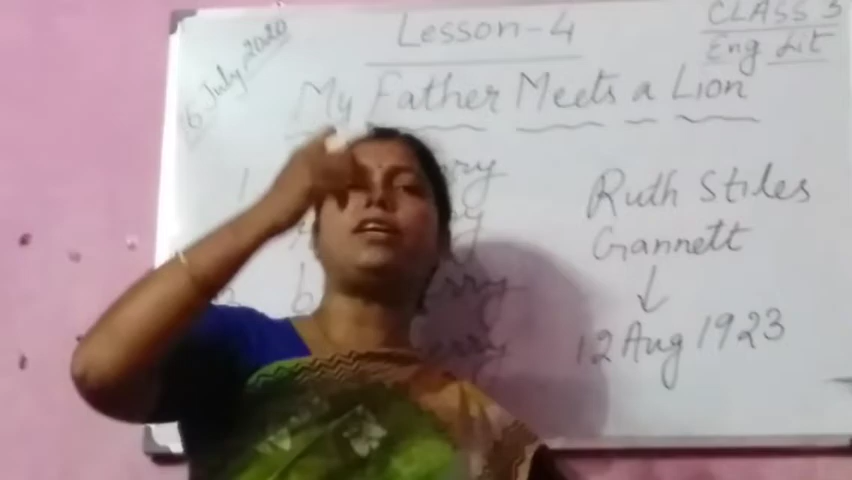 16 July 2020
Lesson-4
CLASS 3
Eng Lit
My Father Meets a Lion
Ruth Stiles
Gannett
↓
12 Aug 1923